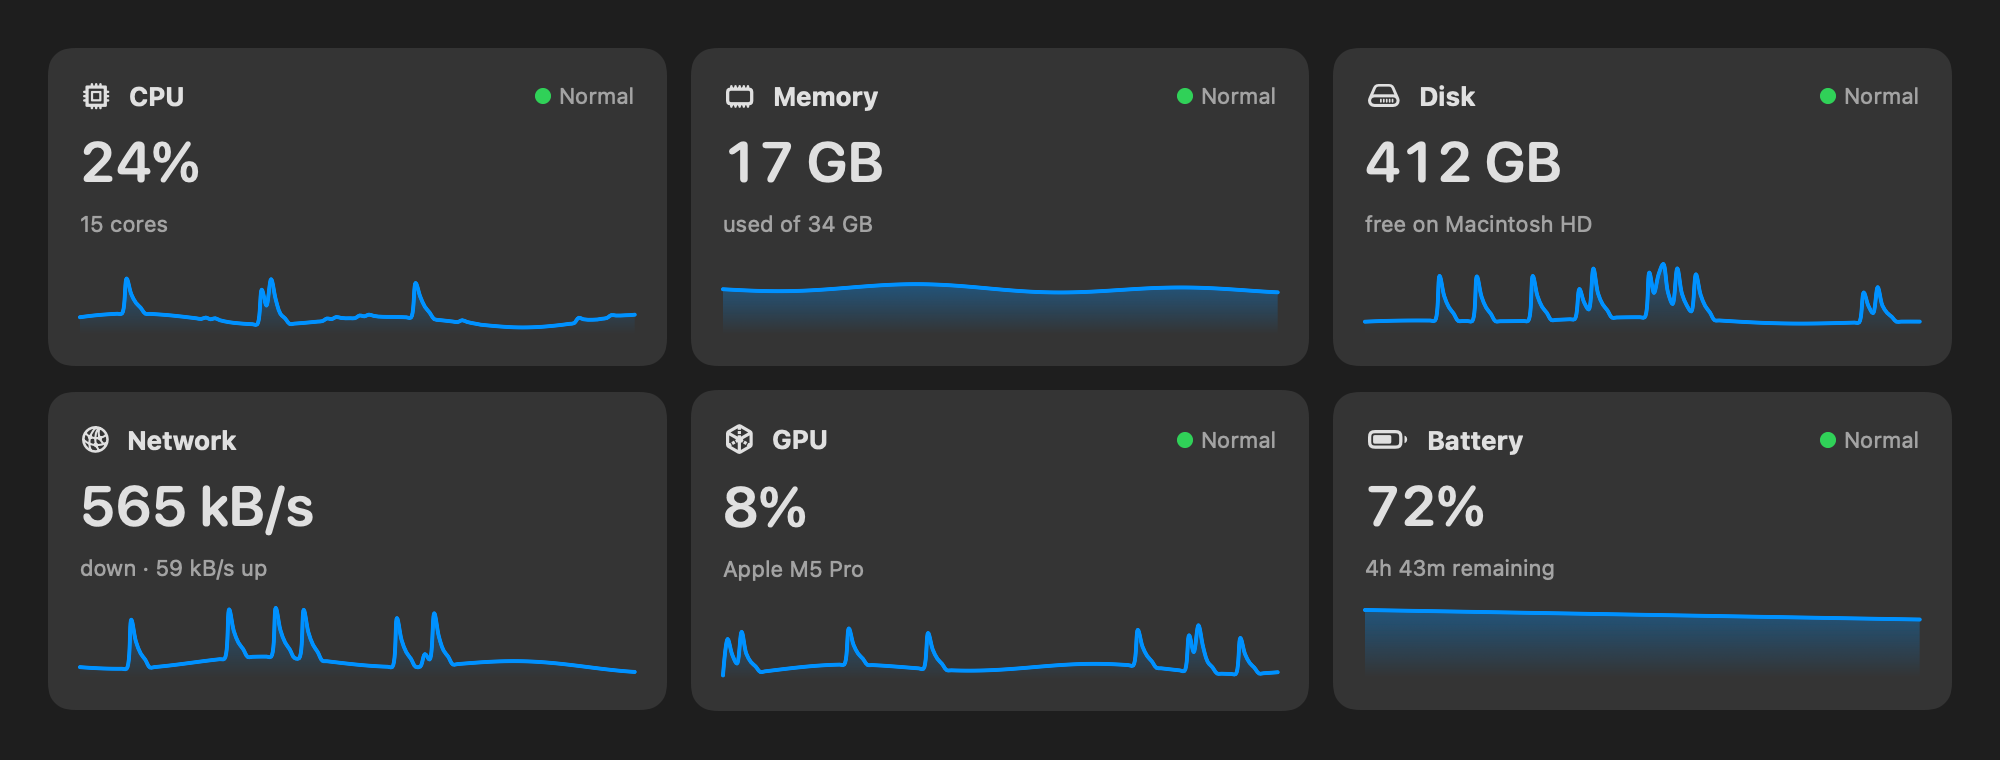 CPU
Normal
24%
15 cores
Memory
Normal
17 GB
used of 34 GB
Disk
Normal
412 GB
free on Macintosh HD
Network
565 kB/s
down · 59 kB/s up
GPU
Normal
8%
Apple M5 Pro
Battery
Normal
72%
4h 43m remaining